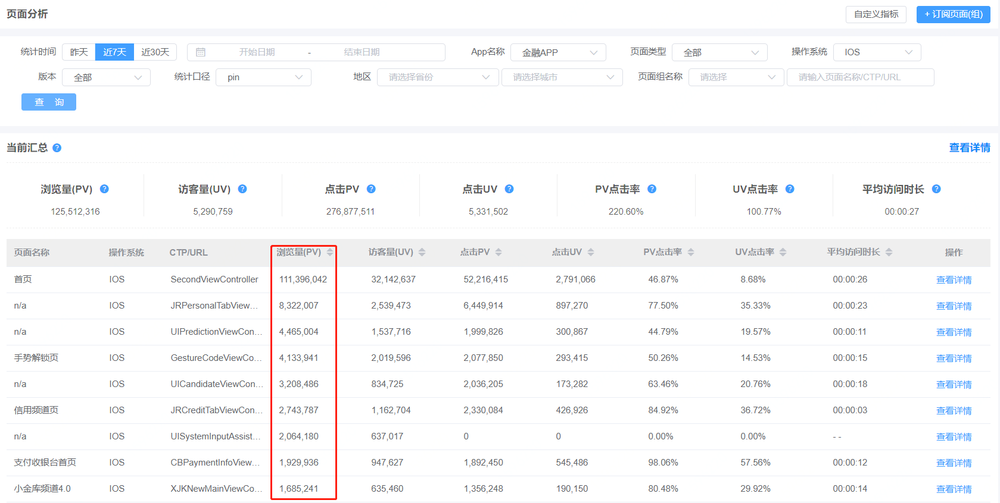 页面分析
自定义指标
+ 订阅页面(组)
统计时间 昨天 近7天 近30天 开始日期 - 结束日期 App名称 金融APP 页面类型 全部 操作系统 IOS
版本 全部 统计口径 pin 地区 请选择省份 请选择城市 页面组名称 请选择 请输入页面名称/CTP/URL
查 询
当前汇总 ? 查看详情
浏览量(PV) ? 访客量(UV) ? 点击PV ? 点击UV ? PV点击率 ? UV点击率 ? 平均访问时长 ?
125,512,316 5,290,759 276,877,511 5,331,502 220.60% 100.77% 00:00:27
页面名称 操作系统 CTP/URL 浏览量(PV) 访客量(UV) 点击PV 点击UV PV点击率 UV点击率 平均访问时长 操作
首页 IOS SecondViewController 111,396,042 32,142,637 52,216,415 2,791,066 46.87% 8.68% 00:00:26 查看详情
n/a IOS JRPersonalTabView... 8,322,007 2,539,473 6,449,914 897,270 77.50% 35.33% 00:00:23 查看详情
n/a IOS UIPredictionViewCon... 4,465,004 1,537,716 1,999,826 300,867 44.79% 19.57% 00:00:11 查看详情
手势解锁页 IOS GestureCodeViewCo... 4,133,941 2,019,596 2,077,850 293,415 50.26% 14.53% 00:00:15 查看详情
n/a IOS UICandidateViewCon... 3,208,486 834,725 2,036,205 173,282 63.46% 20.76% 00:00:18 查看详情
信用频道页 IOS JRCreditTabViewCon... 2,743,787 1,162,704 2,330,084 426,926 84.92% 36.72% 00:00:03 查看详情
n/a IOS UISystemInputAssist... 2,064,180 637,017 0 0 0.00% 0.00% - - 查看详情
支付收银台首页 IOS CBPaymentInfoView... 1,929,936 947,627 1,892,450 545,486 98.06% 57.56% 00:00:12 查看详情
小金库频道4.0 IOS XJKNewMainViewCo... 1,685,241 635,460 1,356,248 190,150 80.48% 29.92% 00:00:14 查看详情